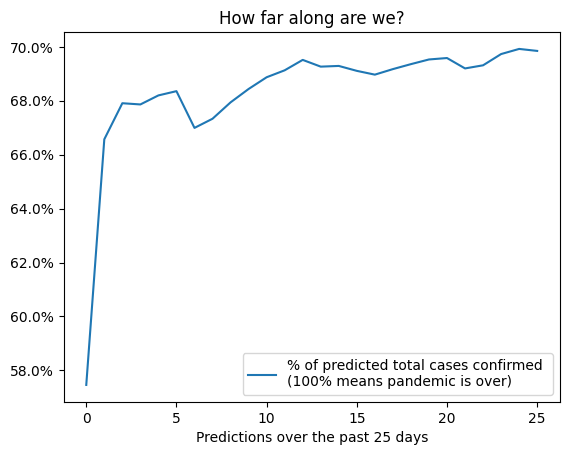 How far along are we?
70.0%
68.0%
66.0%
64.0%
62.0%
60.0%
58.0%
% of predicted total cases confirmed
(100% means pandemic is over)
0 5 10 15 20 25
Predictions over the past 25 days